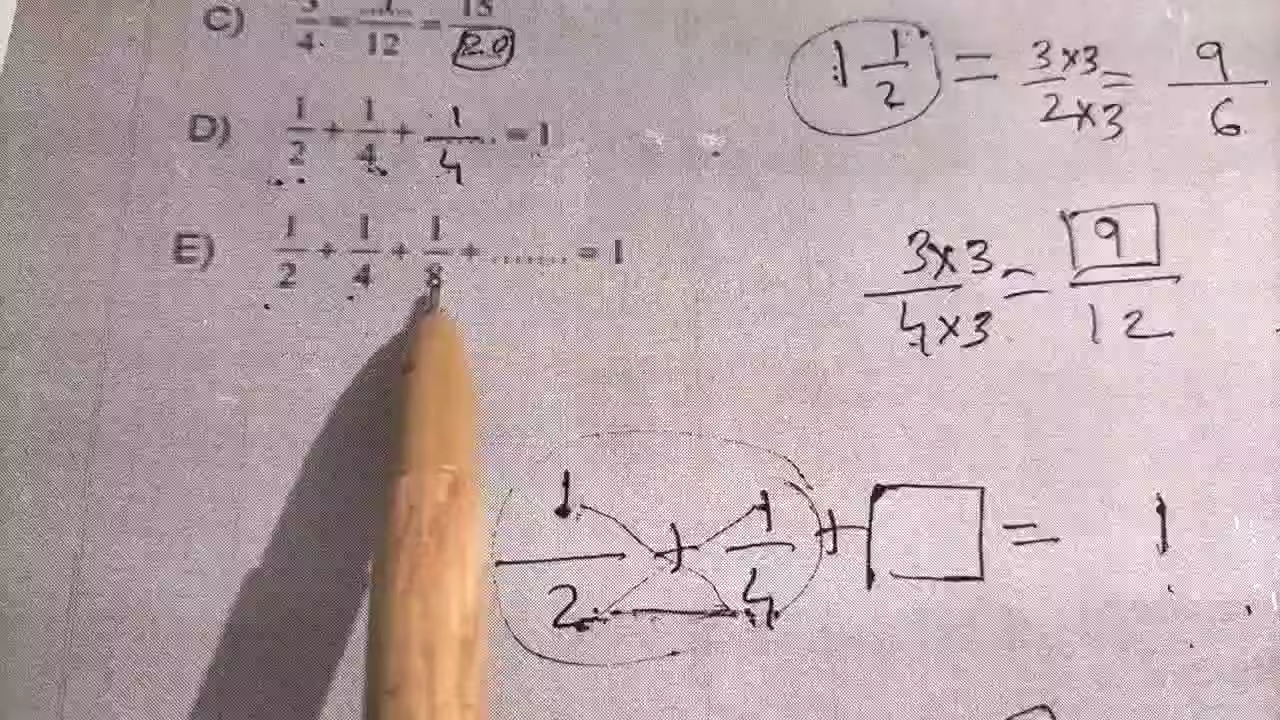 C) 3/4 = .../12 = 15/20
D) 1/2 + 1/4 + 1/4 = 1
E) 1/2 + 1/4 + 1/8 + ........ = 1
1 1/2 = 3×3/2×3 = 9/6
3×3/4×3 = 9/12
1/2 + 1/4 + □ = 1